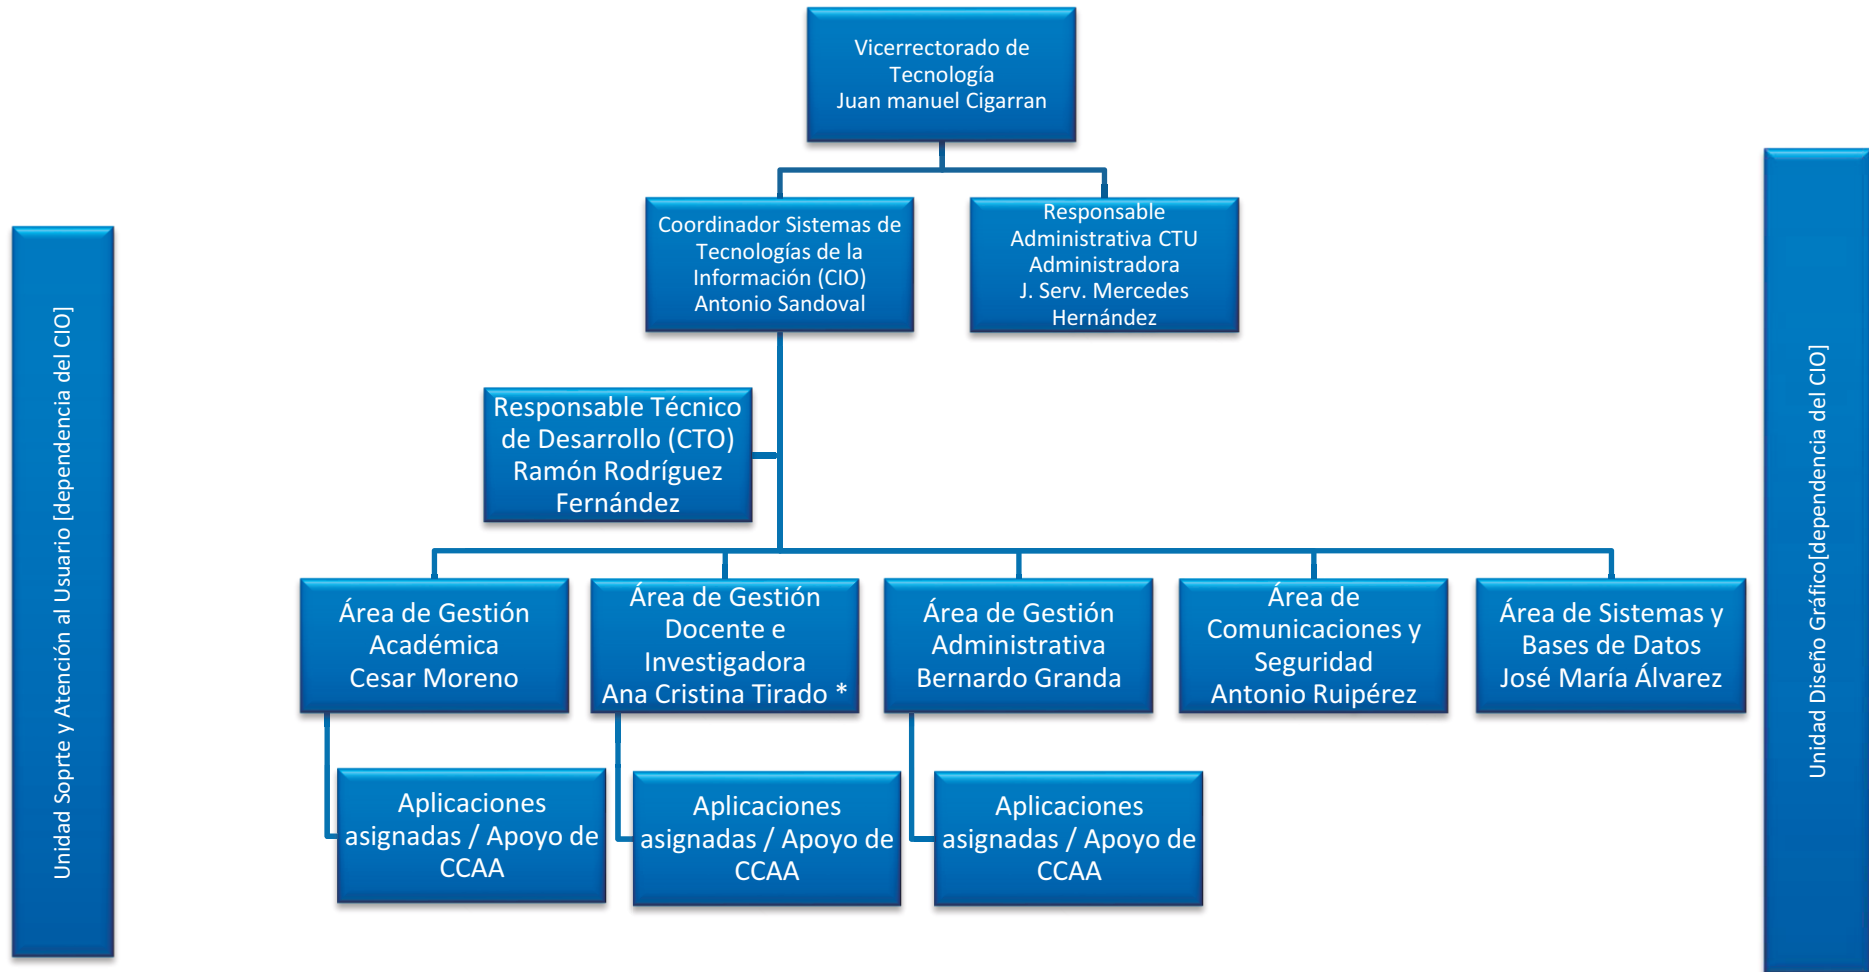 Vicerrectorado de
Tecnología
Juan manuel Cigarran
Coordinador Sistemas de
Tecnologías de la
Información (CIO)
Antonio Sandoval
Responsable
Administrativa CTU
Administradora
J. Serv. Mercedes
Hernández
Unidad Soprte y Atención al Usuario [dependencia del CIO]
Unidad Diseño Gráfico[dependencia del CIO]
Responsable Técnico
de Desarrollo (CTO)
Ramón Rodríguez
Fernández
Área de Gestión
Académica
Cesar Moreno
Área de Gestión
Docente e
Investigadora
Ana Cristina Tirado *
Área de Gestión
Administrativa
Bernardo Granda
Área de
Comunicaciones y
Seguridad
Antonio Ruipérez
Área de Sistemas y
Bases de Datos
José María Álvarez
Aplicaciones
asignadas / Apoyo de
CCAA
Aplicaciones
asignadas / Apoyo de
CCAA
Aplicaciones
asignadas / Apoyo de
CCAA